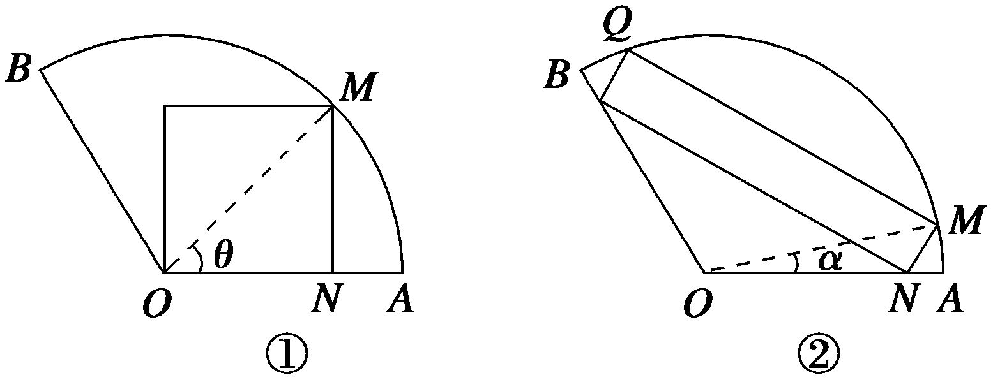 B M θ O N A
①
Q B M α O N A
②